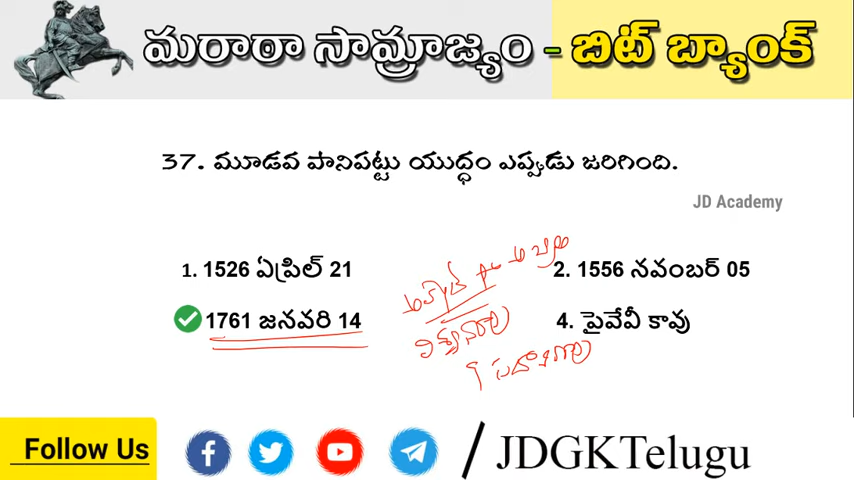 మరాఠా సామ్రాజ్యం - బిట్ బ్యాంక్
37. మూడవ పానిపట్టు యుద్ధం ఎప్పుడు జరిగింది.
JD Academy
1. 1526 ఏప్రిల్ 21
2. 1556 నవంబర్ 05
1761 జనవరి 14
4. పైవేవీ కావు
Follow Us
/JDGKTelugu